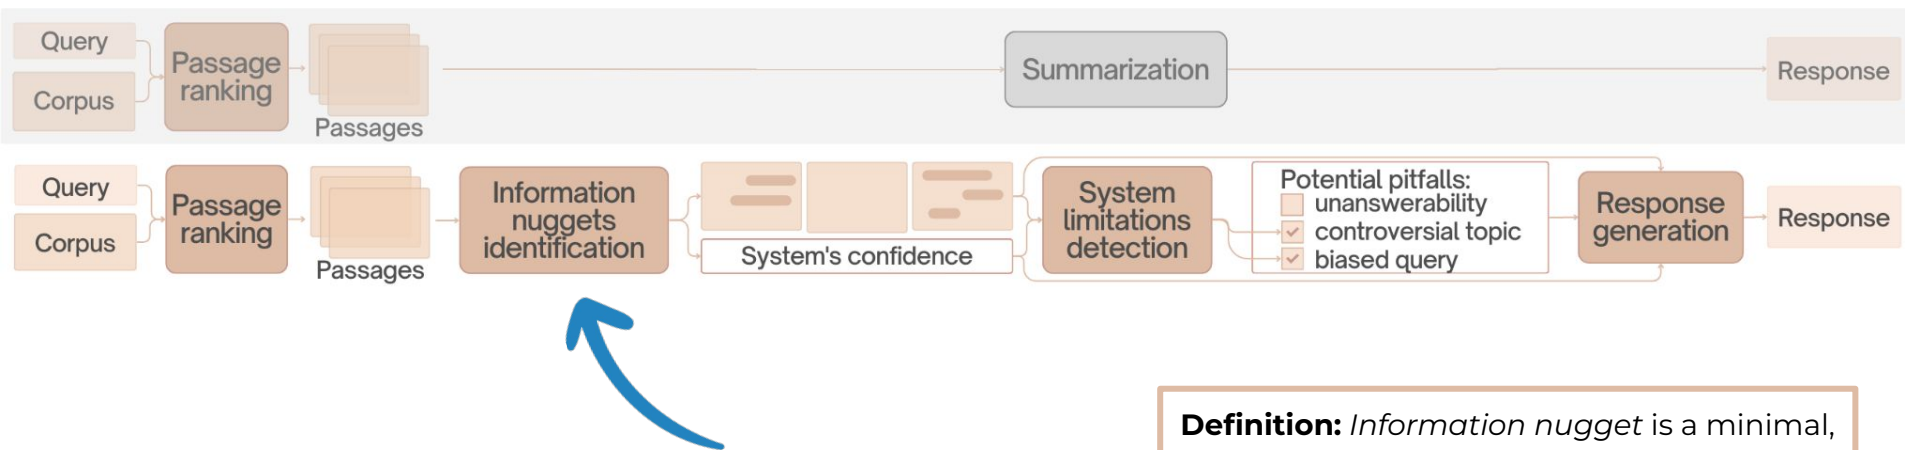 Query
Corpus
Passage
ranking
Passages
Summarization
Response
Query
Corpus
Passage
ranking
Passages
Information
nuggets
identification
System's confidence
System
limitations
detection
Potential pitfalls:
unanswerability
controversial topic
biased query
Response
generation
Response
Definition: Information nugget is a minimal,